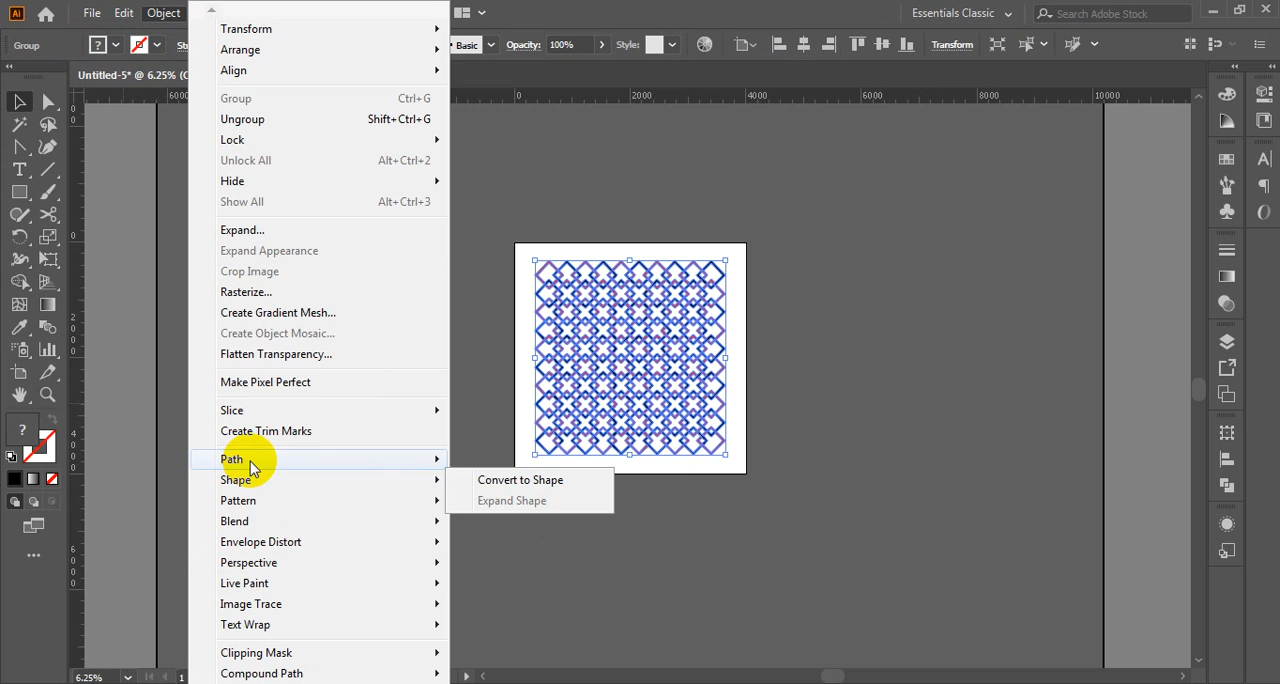 Ai File Edit Object Essentials Classic Search Adobe Stock
Group ? Basic Opacity: 100% Style: Transform
Untitled-5* @ 6.25% (
6000 0 2000 4000 6000 8000 10000
Transform
Arrange
Align
Group Ctrl+G
Ungroup Shift+Ctrl+G
Lock
Unlock All Alt+Ctrl+2
Hide
Show All Alt+Ctrl+3
Expand...
Expand Appearance
Crop Image
Rasterize...
Create Gradient Mesh...
Create Object Mosaic...
Flatten Transparency...
Make Pixel Perfect
Slice
Create Trim Marks
Path
Shape
Convert to Shape
Expand Shape
Pattern
Blend
Envelope Distort
Perspective
Live Paint
Image Trace
Text Wrap
Clipping Mask
Compound Path
6.25% 1